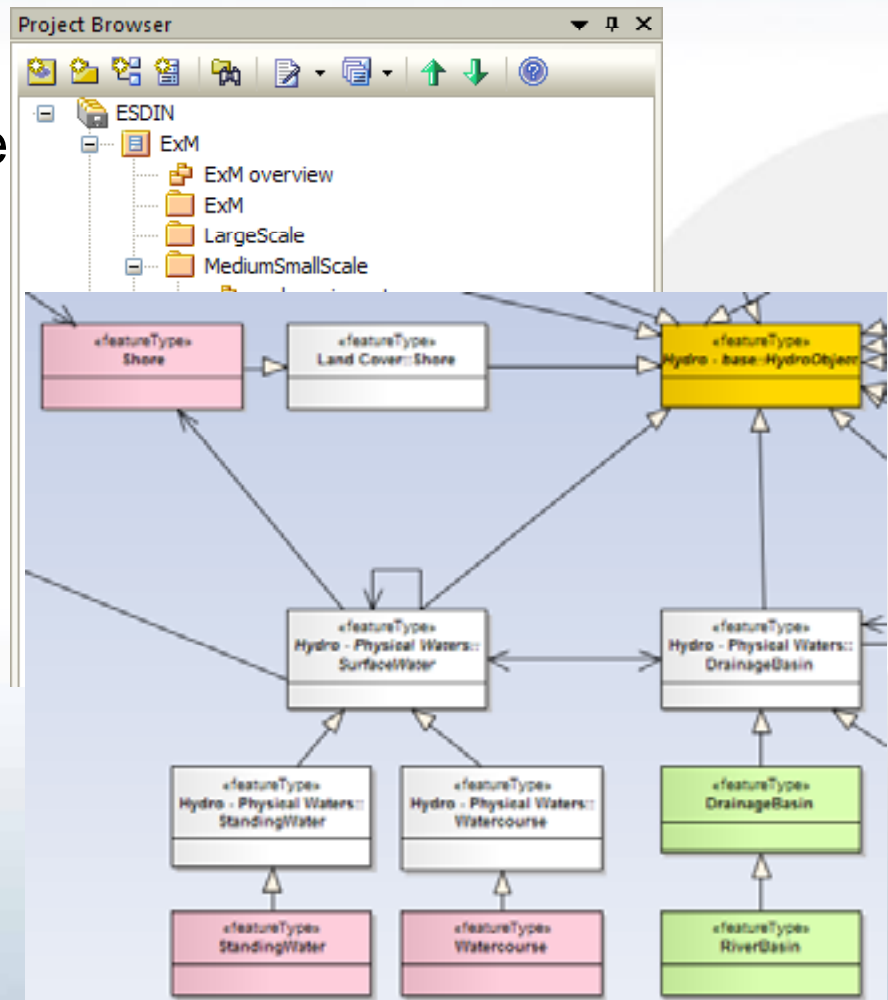 Project Browser
ESDIN
ExM
ExM overview
ExM
LargeScale
MediumSmallScale
«featureType»
Shore
«featureType»
Land Cover::Shore
«featureType»
Hydro - base::HydroObject
«featureType»
Hydro - Physical Waters::
SurfaceWater
«featureType»
Hydro - Physical Waters::
DrainageBasin
«featureType»
Hydro - Physical Waters::
StandingWater
«featureType»
Hydro - Physical Waters::
Watercourse
«featureType»
DrainageBasin
«featureType»
StandingWater
«featureType»
Watercourse
«featureType»
RiverBasin